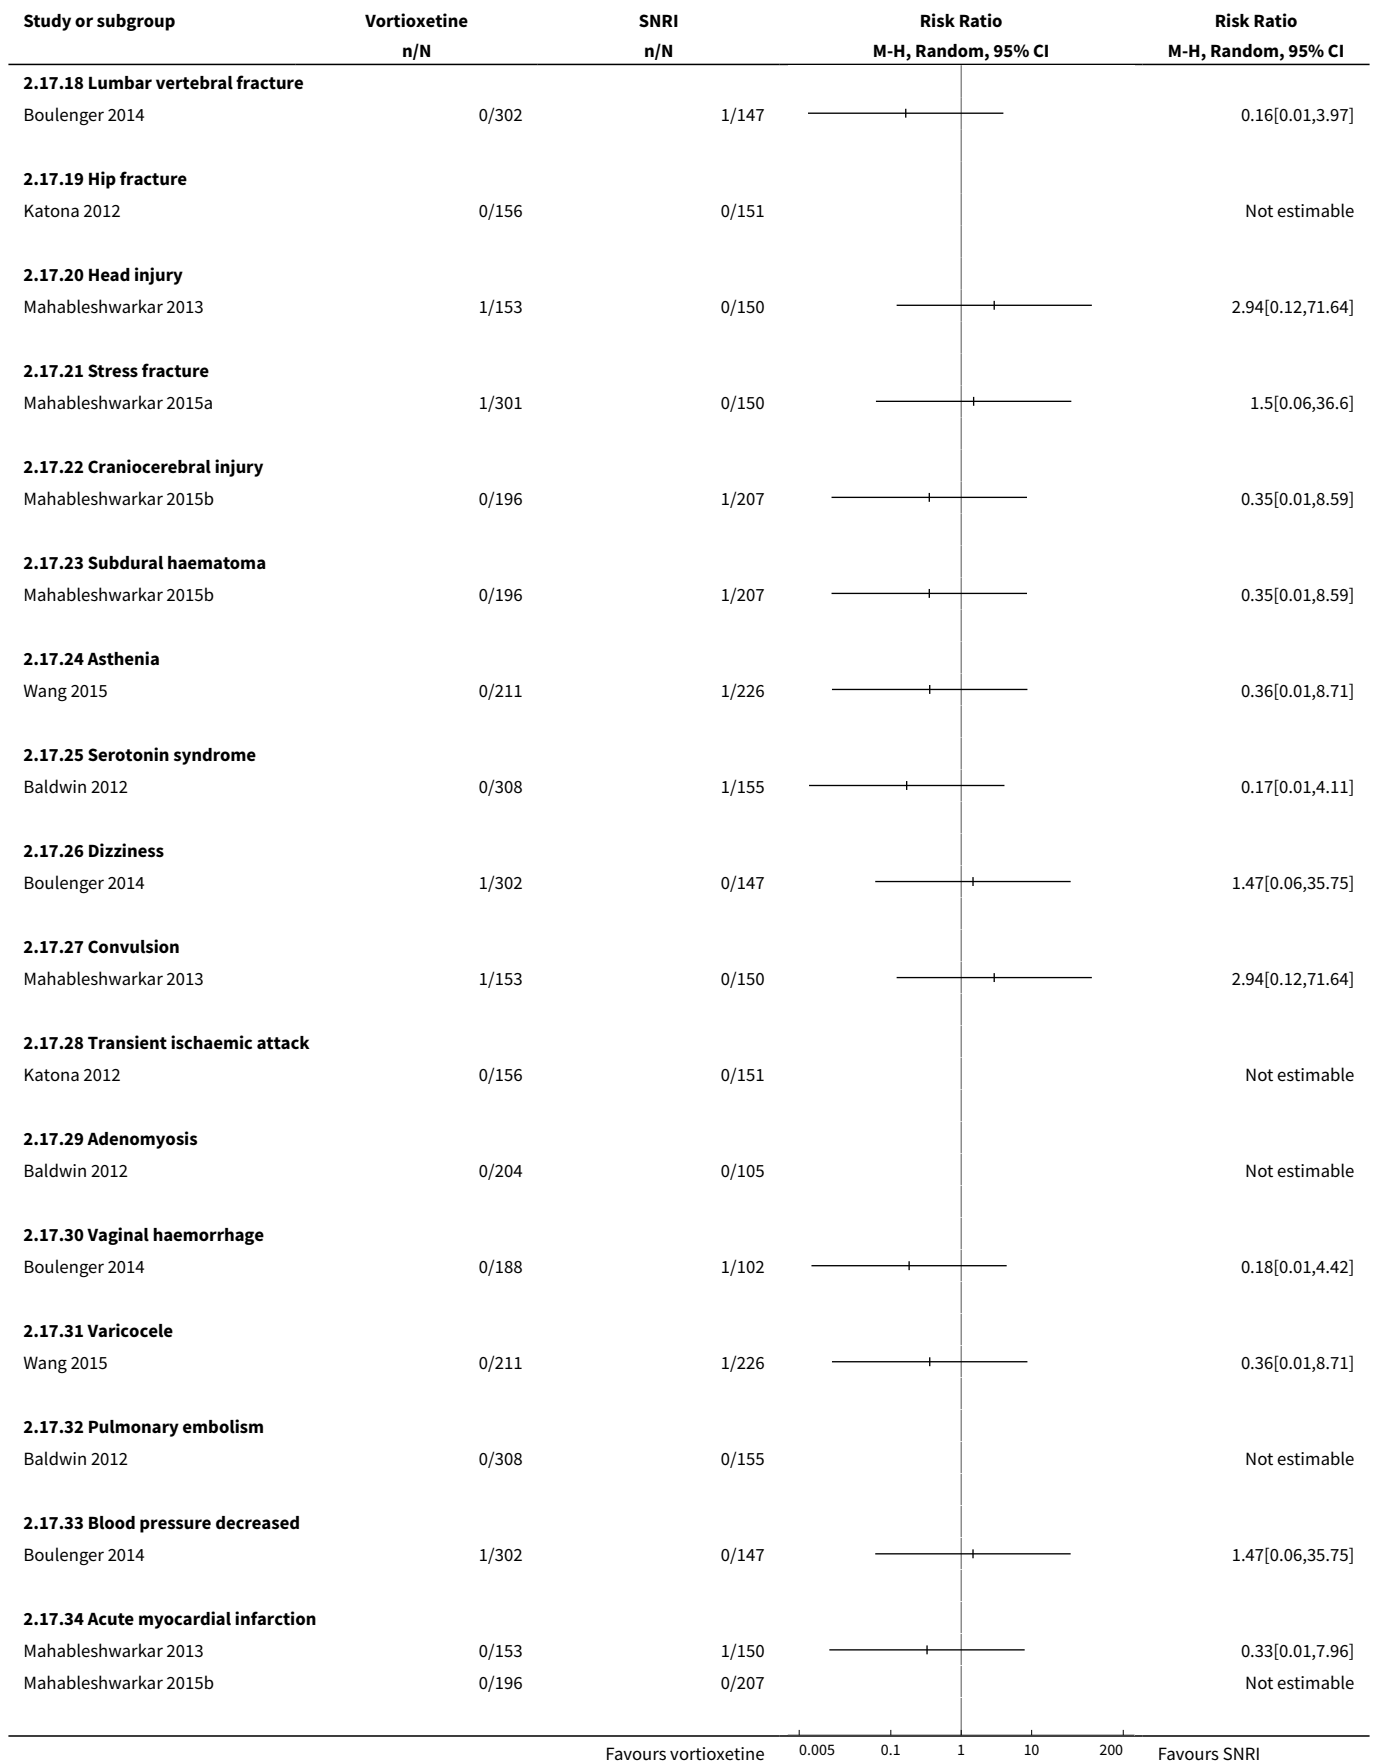 Study or subgroup Vortioxetine SNRI Risk Ratio Risk Ratio
n/N n/N M-H, Random, 95% CI M-H, Random, 95% CI
2.17.18 Lumbar vertebral fracture
Boulenger 2014 0/302 1/147 0.16[0.01,3.97]
2.17.19 Hip fracture
Katona 2012 0/156 0/151 Not estimable
2.17.20 Head injury
Mahableshwarkar 2013 1/153 0/150 2.94[0.12,71.64]
2.17.21 Stress fracture
Mahableshwarkar 2015a 1/301 0/150 1.5[0.06,36.6]
2.17.22 Craniocerebral injury
Mahableshwarkar 2015b 0/196 1/207 0.35[0.01,8.59]
2.17.23 Subdural haematoma
Mahableshwarkar 2015b 0/196 1/207 0.35[0.01,8.59]
2.17.24 Asthenia
Wang 2015 0/211 1/226 0.36[0.01,8.71]
2.17.25 Serotonin syndrome
Baldwin 2012 0/308 1/155 0.17[0.01,4.11]
2.17.26 Dizziness
Boulenger 2014 1/302 0/147 1.47[0.06,35.75]
2.17.27 Convulsion
Mahableshwarkar 2013 1/153 0/150 2.94[0.12,71.64]
2.17.28 Transient ischaemic attack
Katona 2012 0/156 0/151 Not estimable
2.17.29 Adenomyosis
Baldwin 2012 0/204 0/105 Not estimable
2.17.30 Vaginal haemorrhage
Boulenger 2014 0/188 1/102 0.18[0.01,4.42]
2.17.31 Varicocele
Wang 2015 0/211 1/226 0.36[0.01,8.71]
2.17.32 Pulmonary embolism
Baldwin 2012 0/308 0/155 Not estimable
2.17.33 Blood pressure decreased
Boulenger 2014 1/302 0/147 1.47[0.06,35.75]
2.17.34 Acute myocardial infarction
Mahableshwarkar 2013 0/153 1/150 0.33[0.01,7.96]
Mahableshwarkar 2015b 0/196 0/207 Not estimable
Favours vortioxetine 0.005 0.1 1 10 200 Favours SNRI